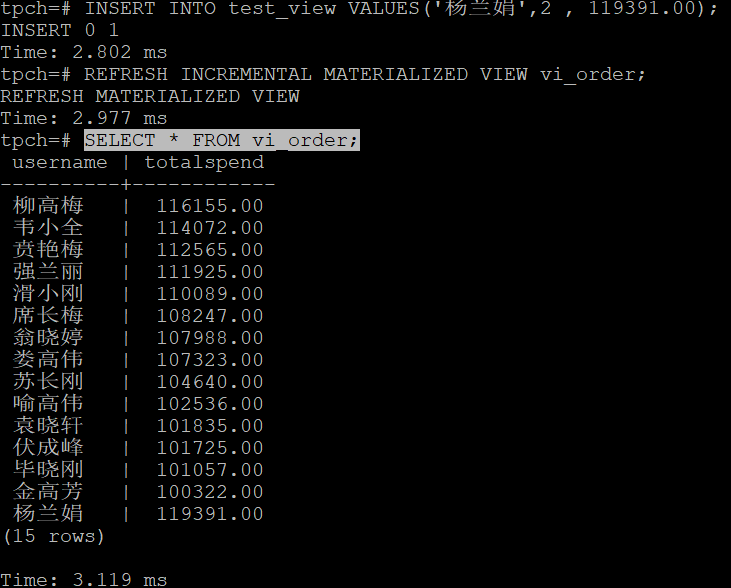 tpch=# INSERT INTO test_view VALUES('杨兰娟',2 , 119391.00);
INSERT 0 1
Time: 2.802 ms
tpch=# REFRESH INCREMENTAL MATERIALIZED VIEW vi_order;
REFRESH MATERIALIZED VIEW
Time: 2.977 ms
tpch=# SELECT * FROM vi_order;
 username | totalspend
----------+------------
 柳高梅   |  116155.00
 韦小全   |  114072.00
 贲艳梅   |  112565.00
 强兰丽   |  111925.00
 滑小刚   |  110089.00
 席长梅   |  108247.00
 翁晓婷   |  107988.00
 娄高伟   |  107323.00
 苏长刚   |  104640.00
 喻高伟   |  102536.00
 袁晓轩   |  101835.00
 伏成峰   |  101725.00
 毕晓刚   |  101057.00
 金高芳   |  100322.00
 杨兰娟   |  119391.00
(15 rows)

Time: 3.119 ms